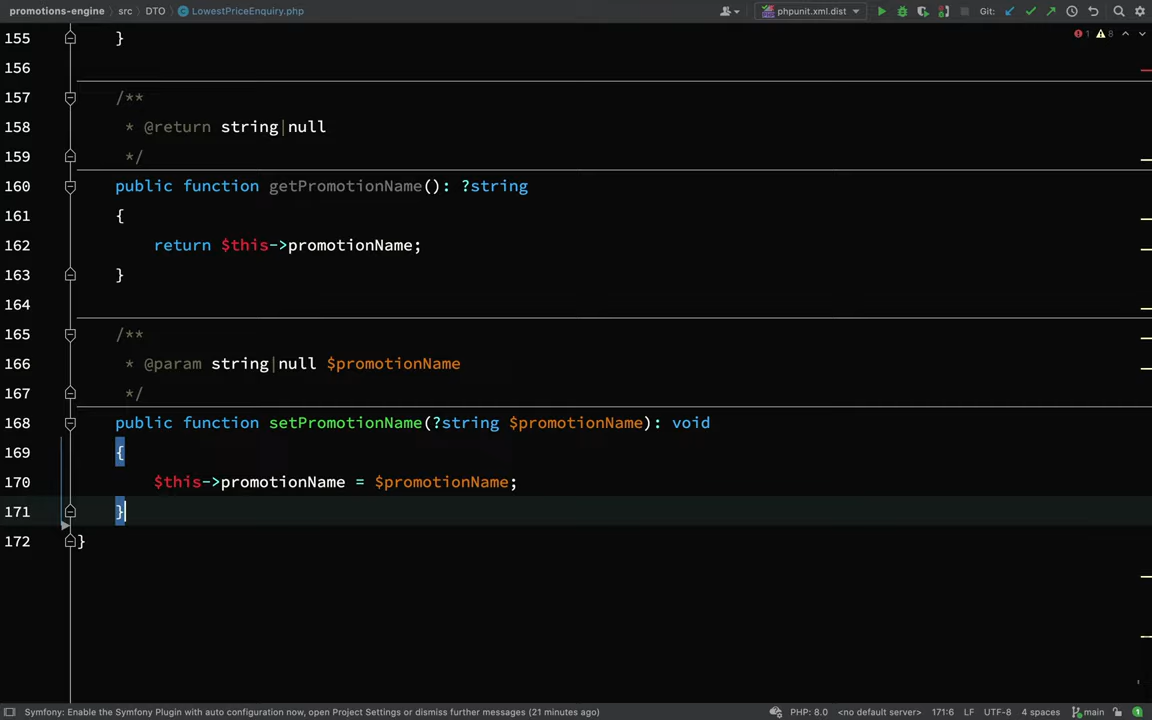 promotions-engine src DTO LowestPriceEnquiry.php phpunit.xml.dist Git:
155 }
1 8
156
157 /**
158 * @return string|null
159 */
160 public function getPromotionName(): ?string
161 {
162 return $this->promotionName;
163 }
164
165 /**
166 * @param string|null $promotionName
167 */
168 public function setPromotionName(?string $promotionName): void
169 {
170 $this->promotionName = $promotionName;
171 }
172 }
Symfony: Enable the Symfony Plugin with auto configuration now, open Project Settings or dismiss further messages (21 minutes ago) PHP: 8.0 <no default server> 171:6 LF UTF-8 4 spaces main 1